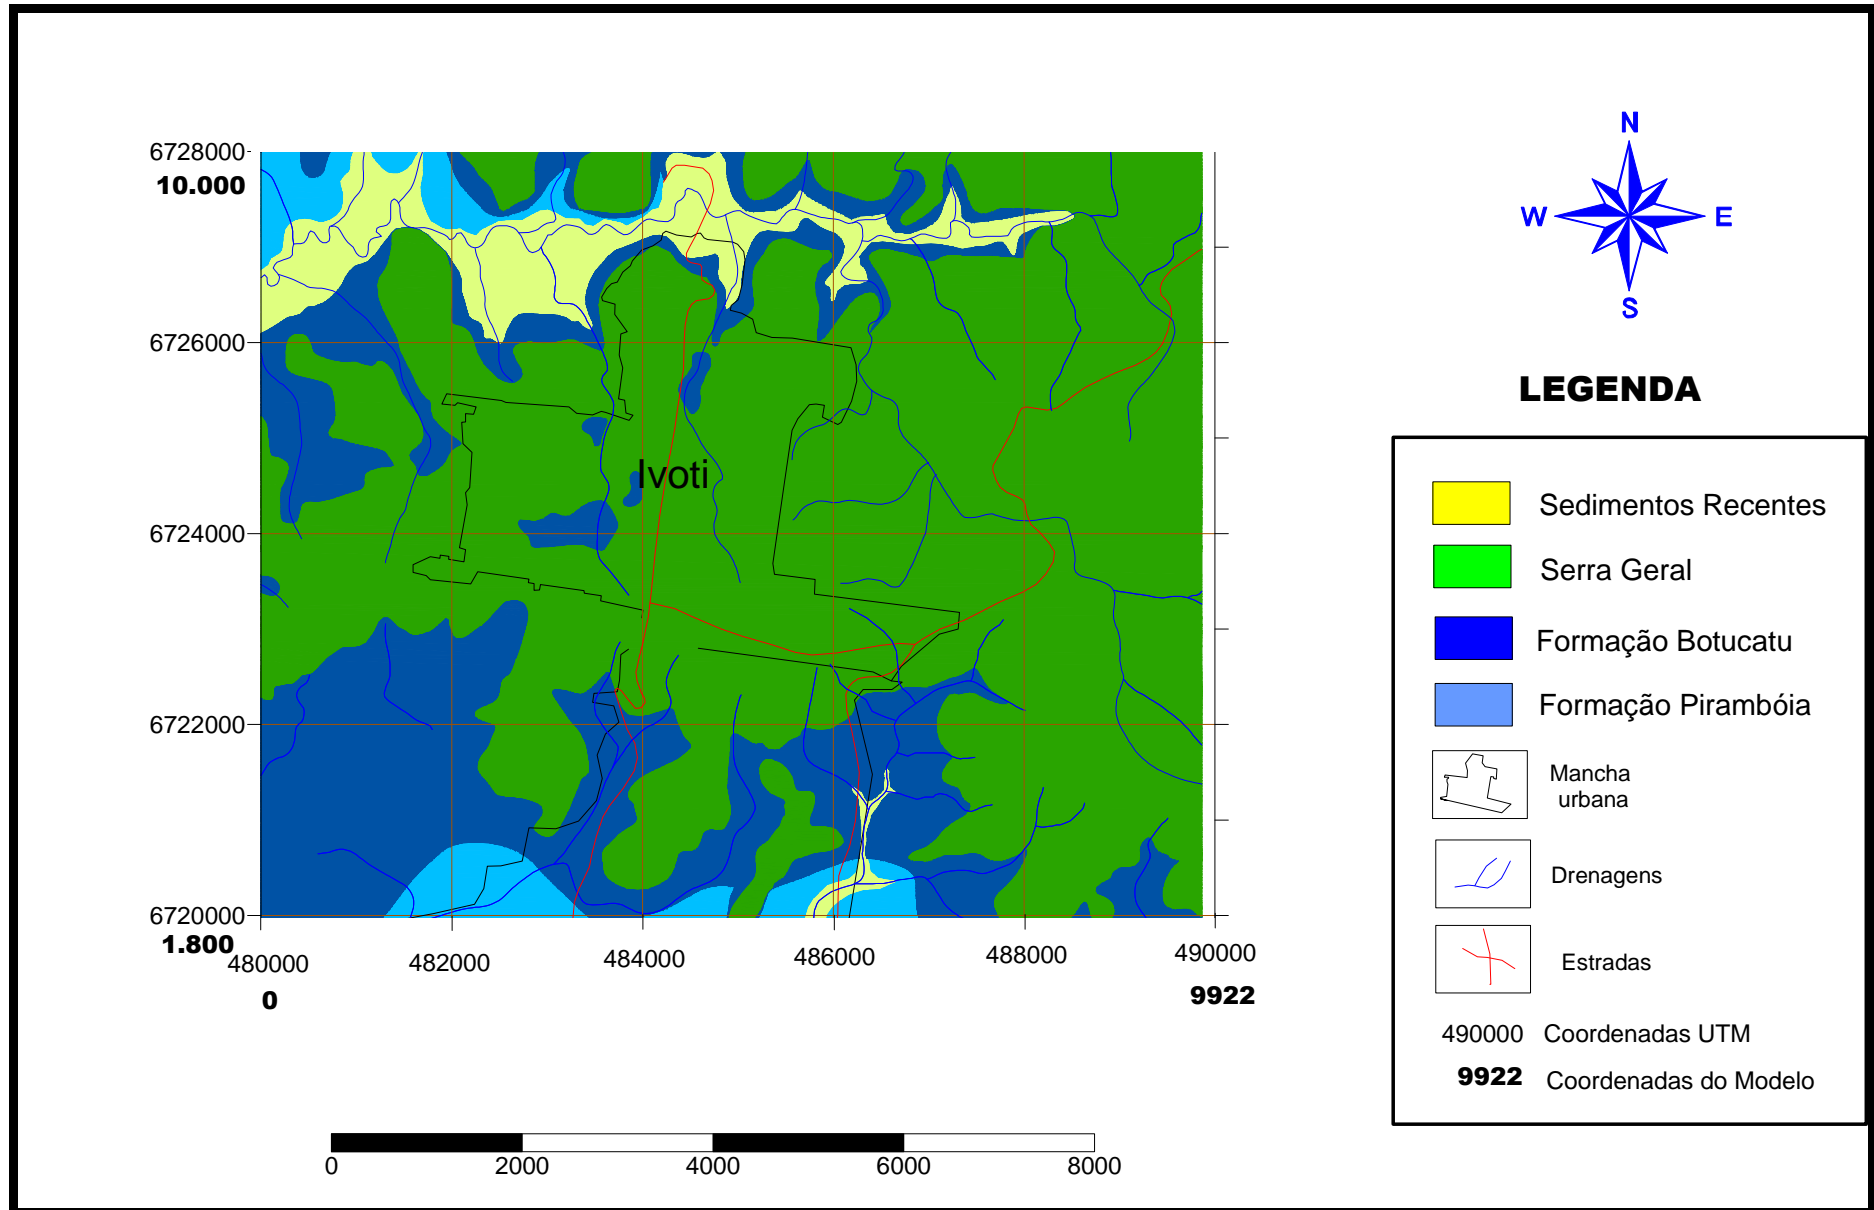 N
W
E
S
6728000
10.000
6726000
6724000
6722000
6720000
1.800
Ivoti
480000
482000
484000
486000
488000
490000
0
9922
0
2000
4000
6000
8000
LEGENDA
Sedimentos Recentes
Serra Geral
Formação Botucatu
Formação Pirambóia
Mancha
urbana
Drenagens
Estradas
490000 Coordenadas UTM
9922 Coordenadas do Modelo